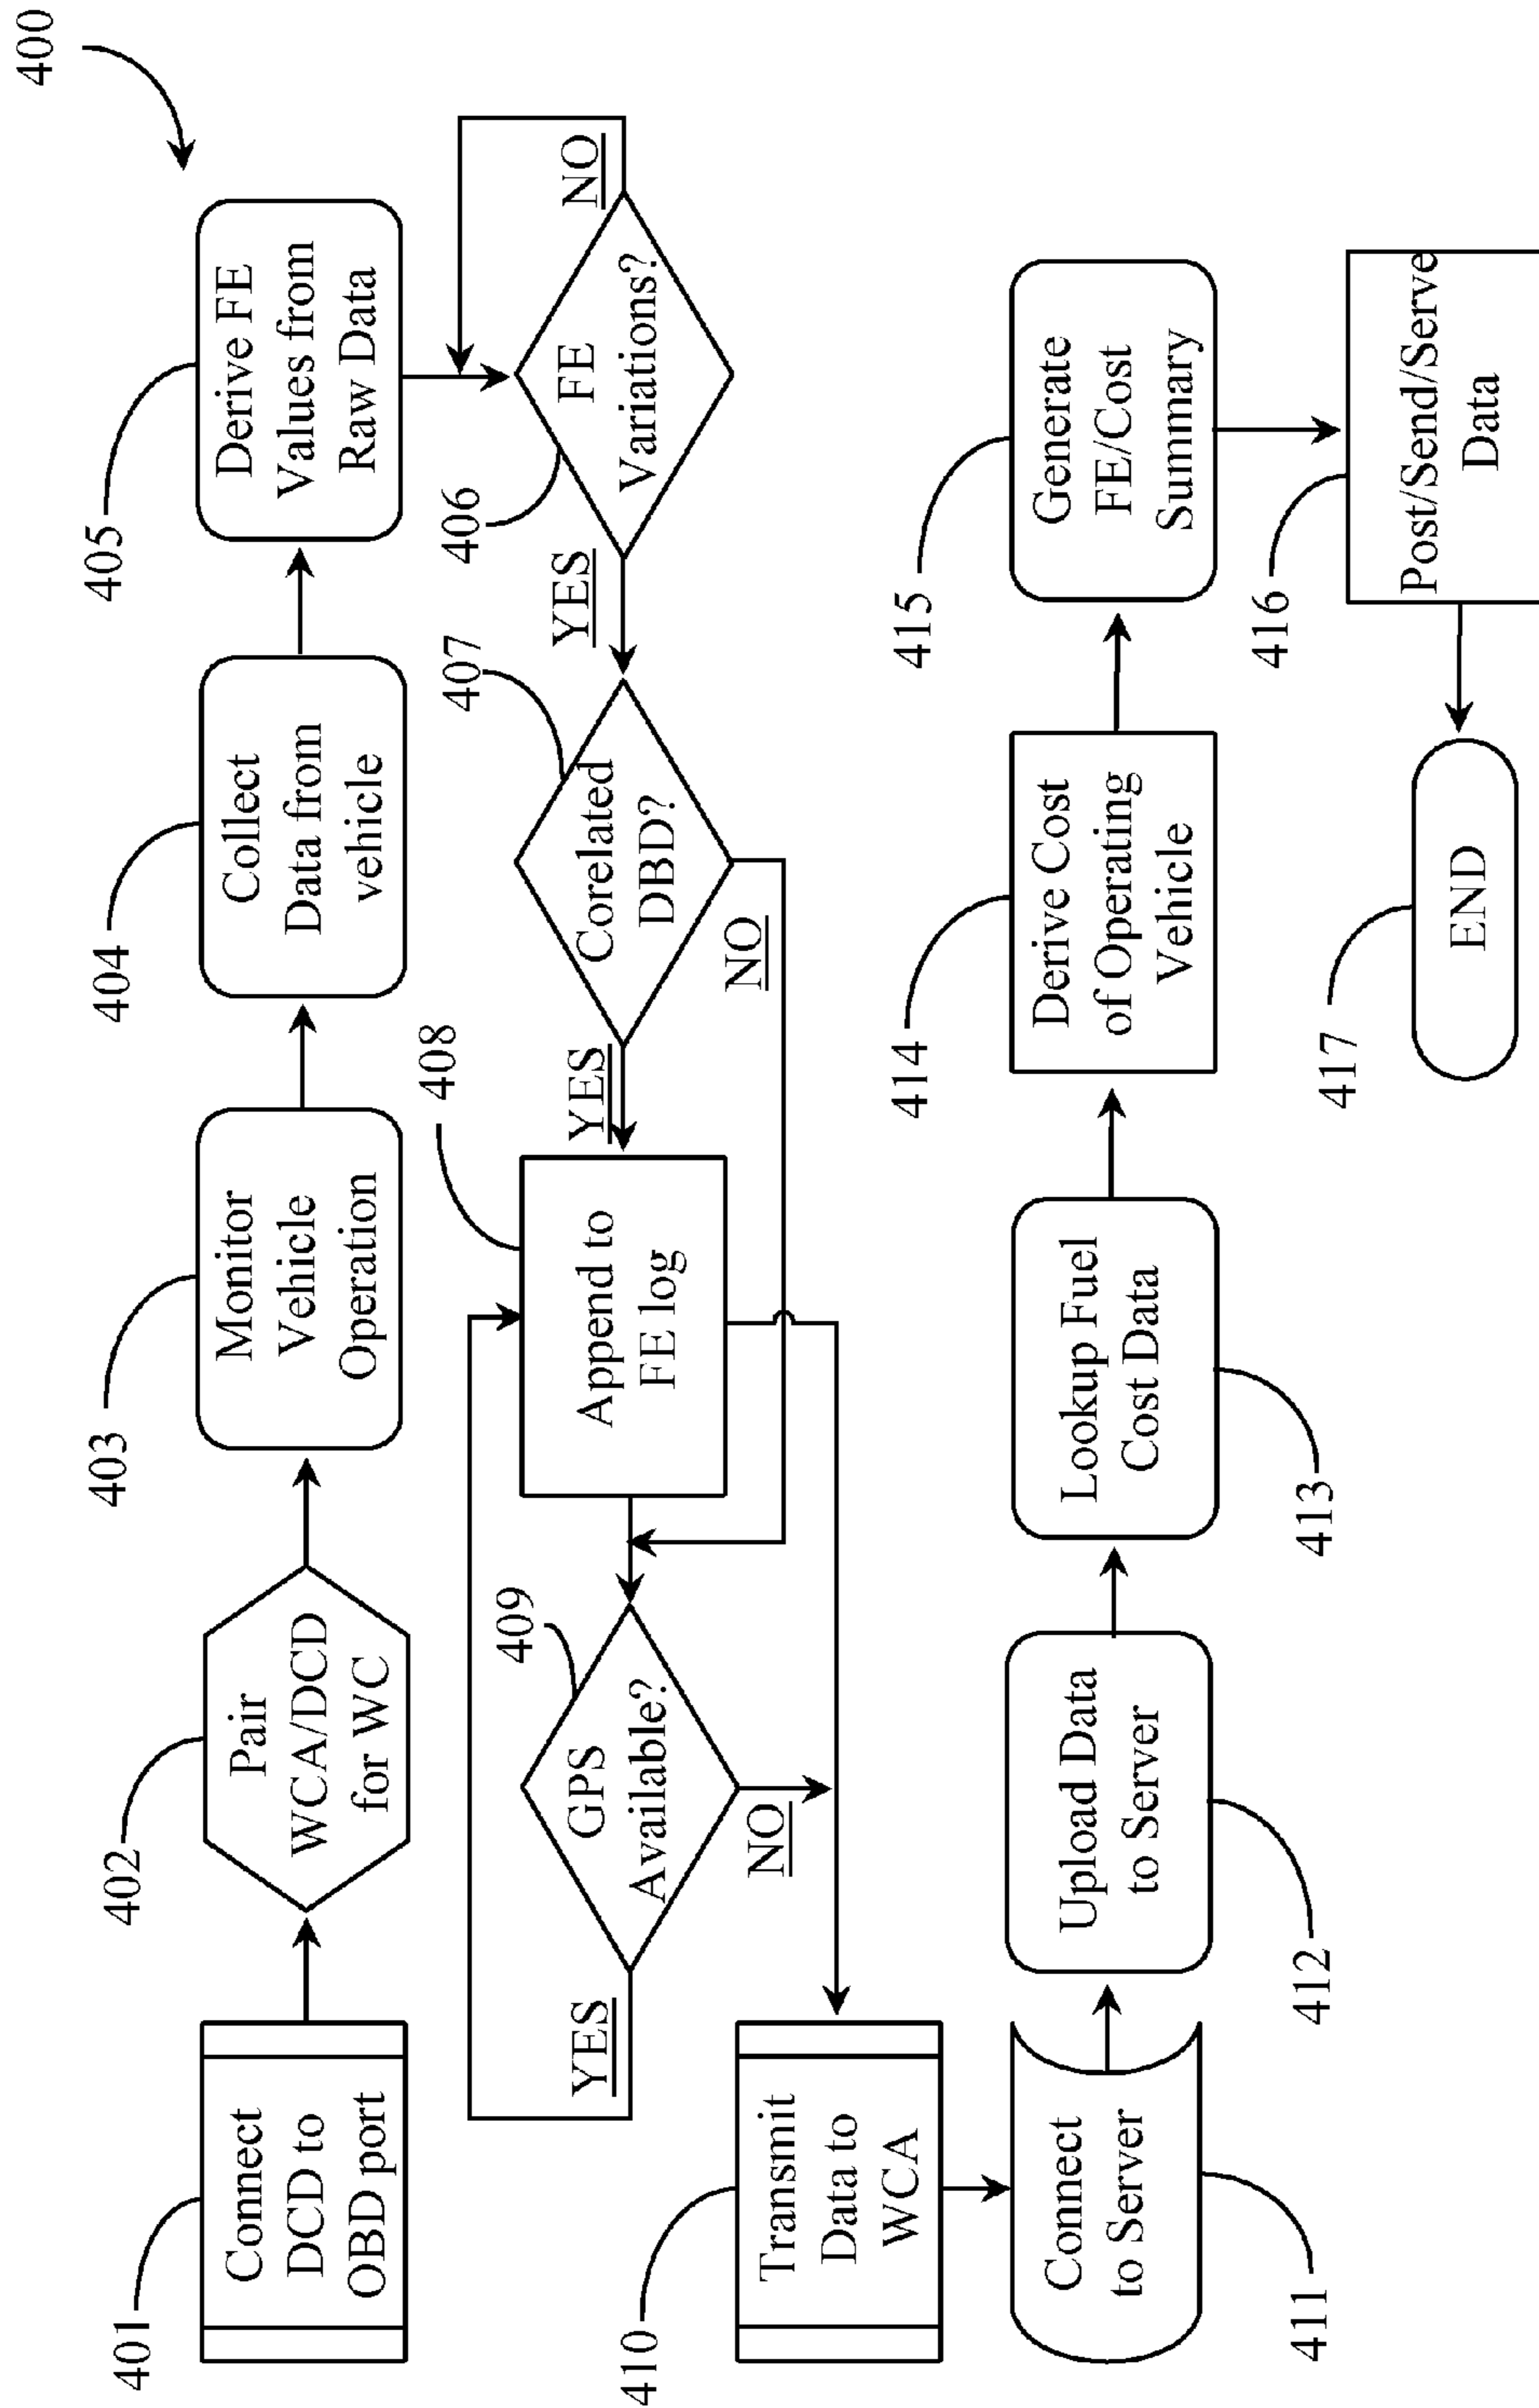 400
401
Connect
DCD to
OBD port
402
Pair
WCA/DCD
for WC
403
Monitor
Vehicle
Operation
404
Collect
Data from
vehicle
405
Derive FE
Values from
Raw Data
406
FE
Variations?
NO
YES
407
Corelated
DBD?
NO
YES
408
Append to
FE log
409
GPS
Available?
NO
YES
410
Transmit
Data to
WCA
411
Connect
to Server
412
Upload Data
to Server
413
Lookup Fuel
Cost Data
414
Derive Cost
of Operating
Vehicle
415
Generate
FE/Cost
Summary
416
Post/Send/Serve
Data
417
END